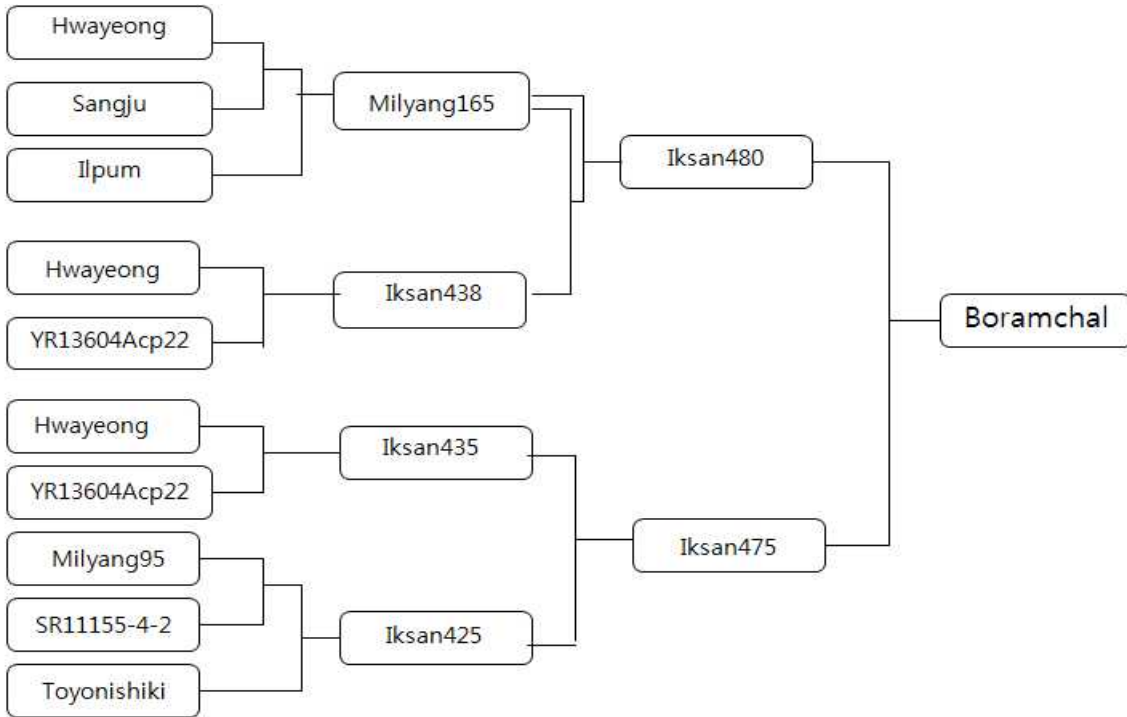 Hwayeong
Sangju
Ilpum
Milyang165
Iksan480
Hwayeong
YR13604Acp22
Iksan438
Boramchal
Hwayeong
YR13604Acp22
Iksan435
Milyang95
SR11155-4-2
Toyonishiki
Iksan425
Iksan475